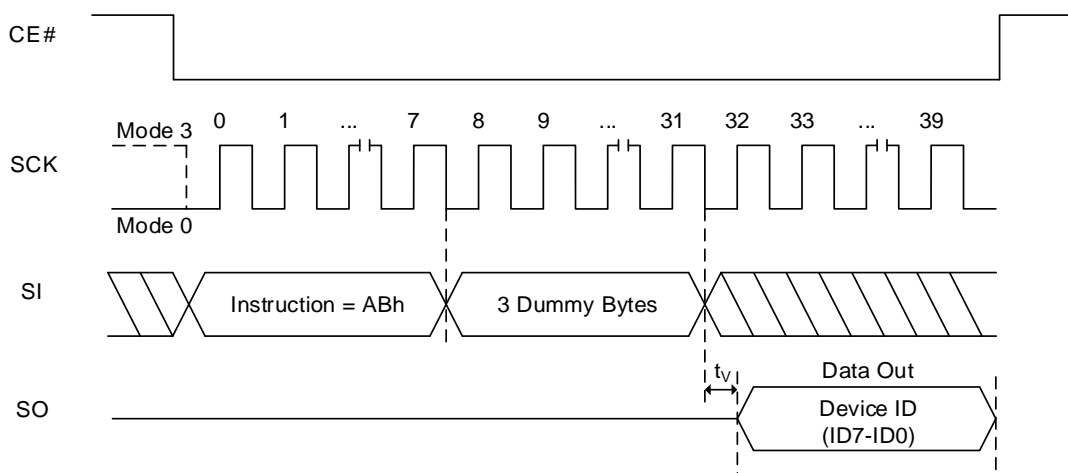 CE#
Mode 3
0 1 ... 7 8 9 ... 31 32 33 ... 39
SCK
Mode 0
SI
Instruction = ABh
3 Dummy Bytes
tV
Data Out
SO
Device ID
(ID7-ID0)